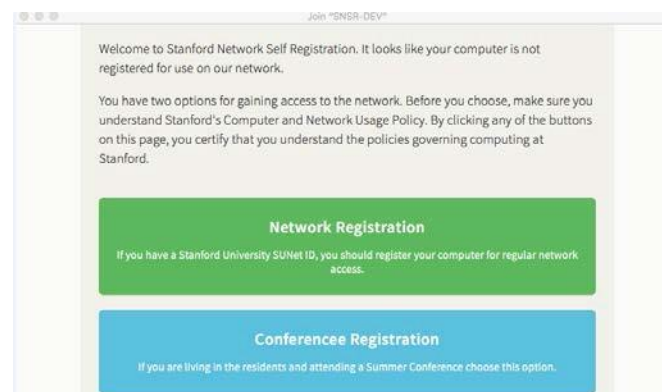 Join "SNSR-DEV"
Welcome to Stanford Network Self Registration. It looks like your computer is not
registered for use on our network.
You have two options for gaining access to the network. Before you choose, make sure you
understand Stanford's Computer and Network Usage Policy. By clicking any of the buttons
on this page, you certify that you understand the policies governing computing at
Stanford.
Network Registration
If you have a Stanford University SUNet ID, you should register your computer for regular network
access.
Conferencee Registration
If you are living in the residents and attending a Summer Conference choose this option.